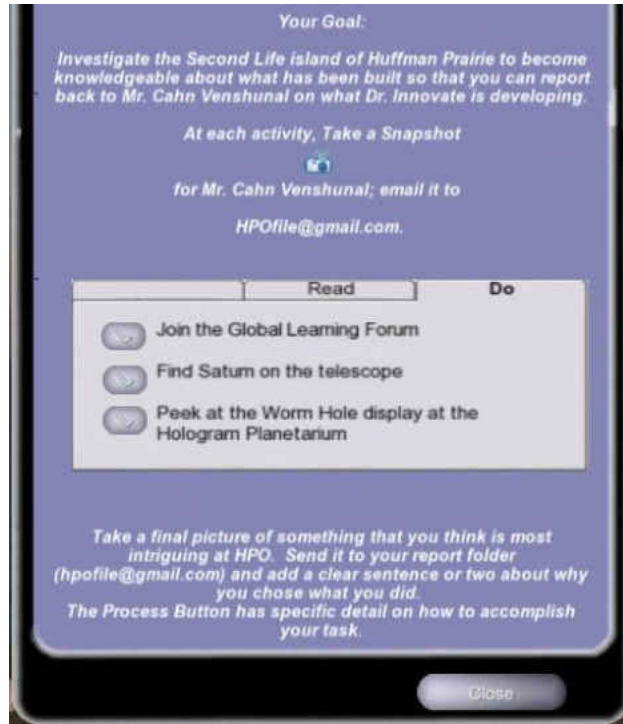 Your Goal:
Investigate the Second Life island of Huffman Prairie to become
knowledgeable about what has been built so that you can report
back to Mr. Cahn Venshunal on what Dr. Innovate is developing.
At each activity, Take a Snapshot
for Mr. Cahn Venshunal; email it to
HPOfile@gmail.com.
Read Do
Join the Global Learning Forum
Find Saturn on the telescope
Peek at the Worm Hole display at the
Hologram Planetarium
Take a final picture of something that you think is most
intriguing at HPO. Send it to your report folder
(hpofile@gmail.com) and add a clear sentence or two about why
you chose what you did.
The Process Button has specific detail on how to accomplish
your task.
Close